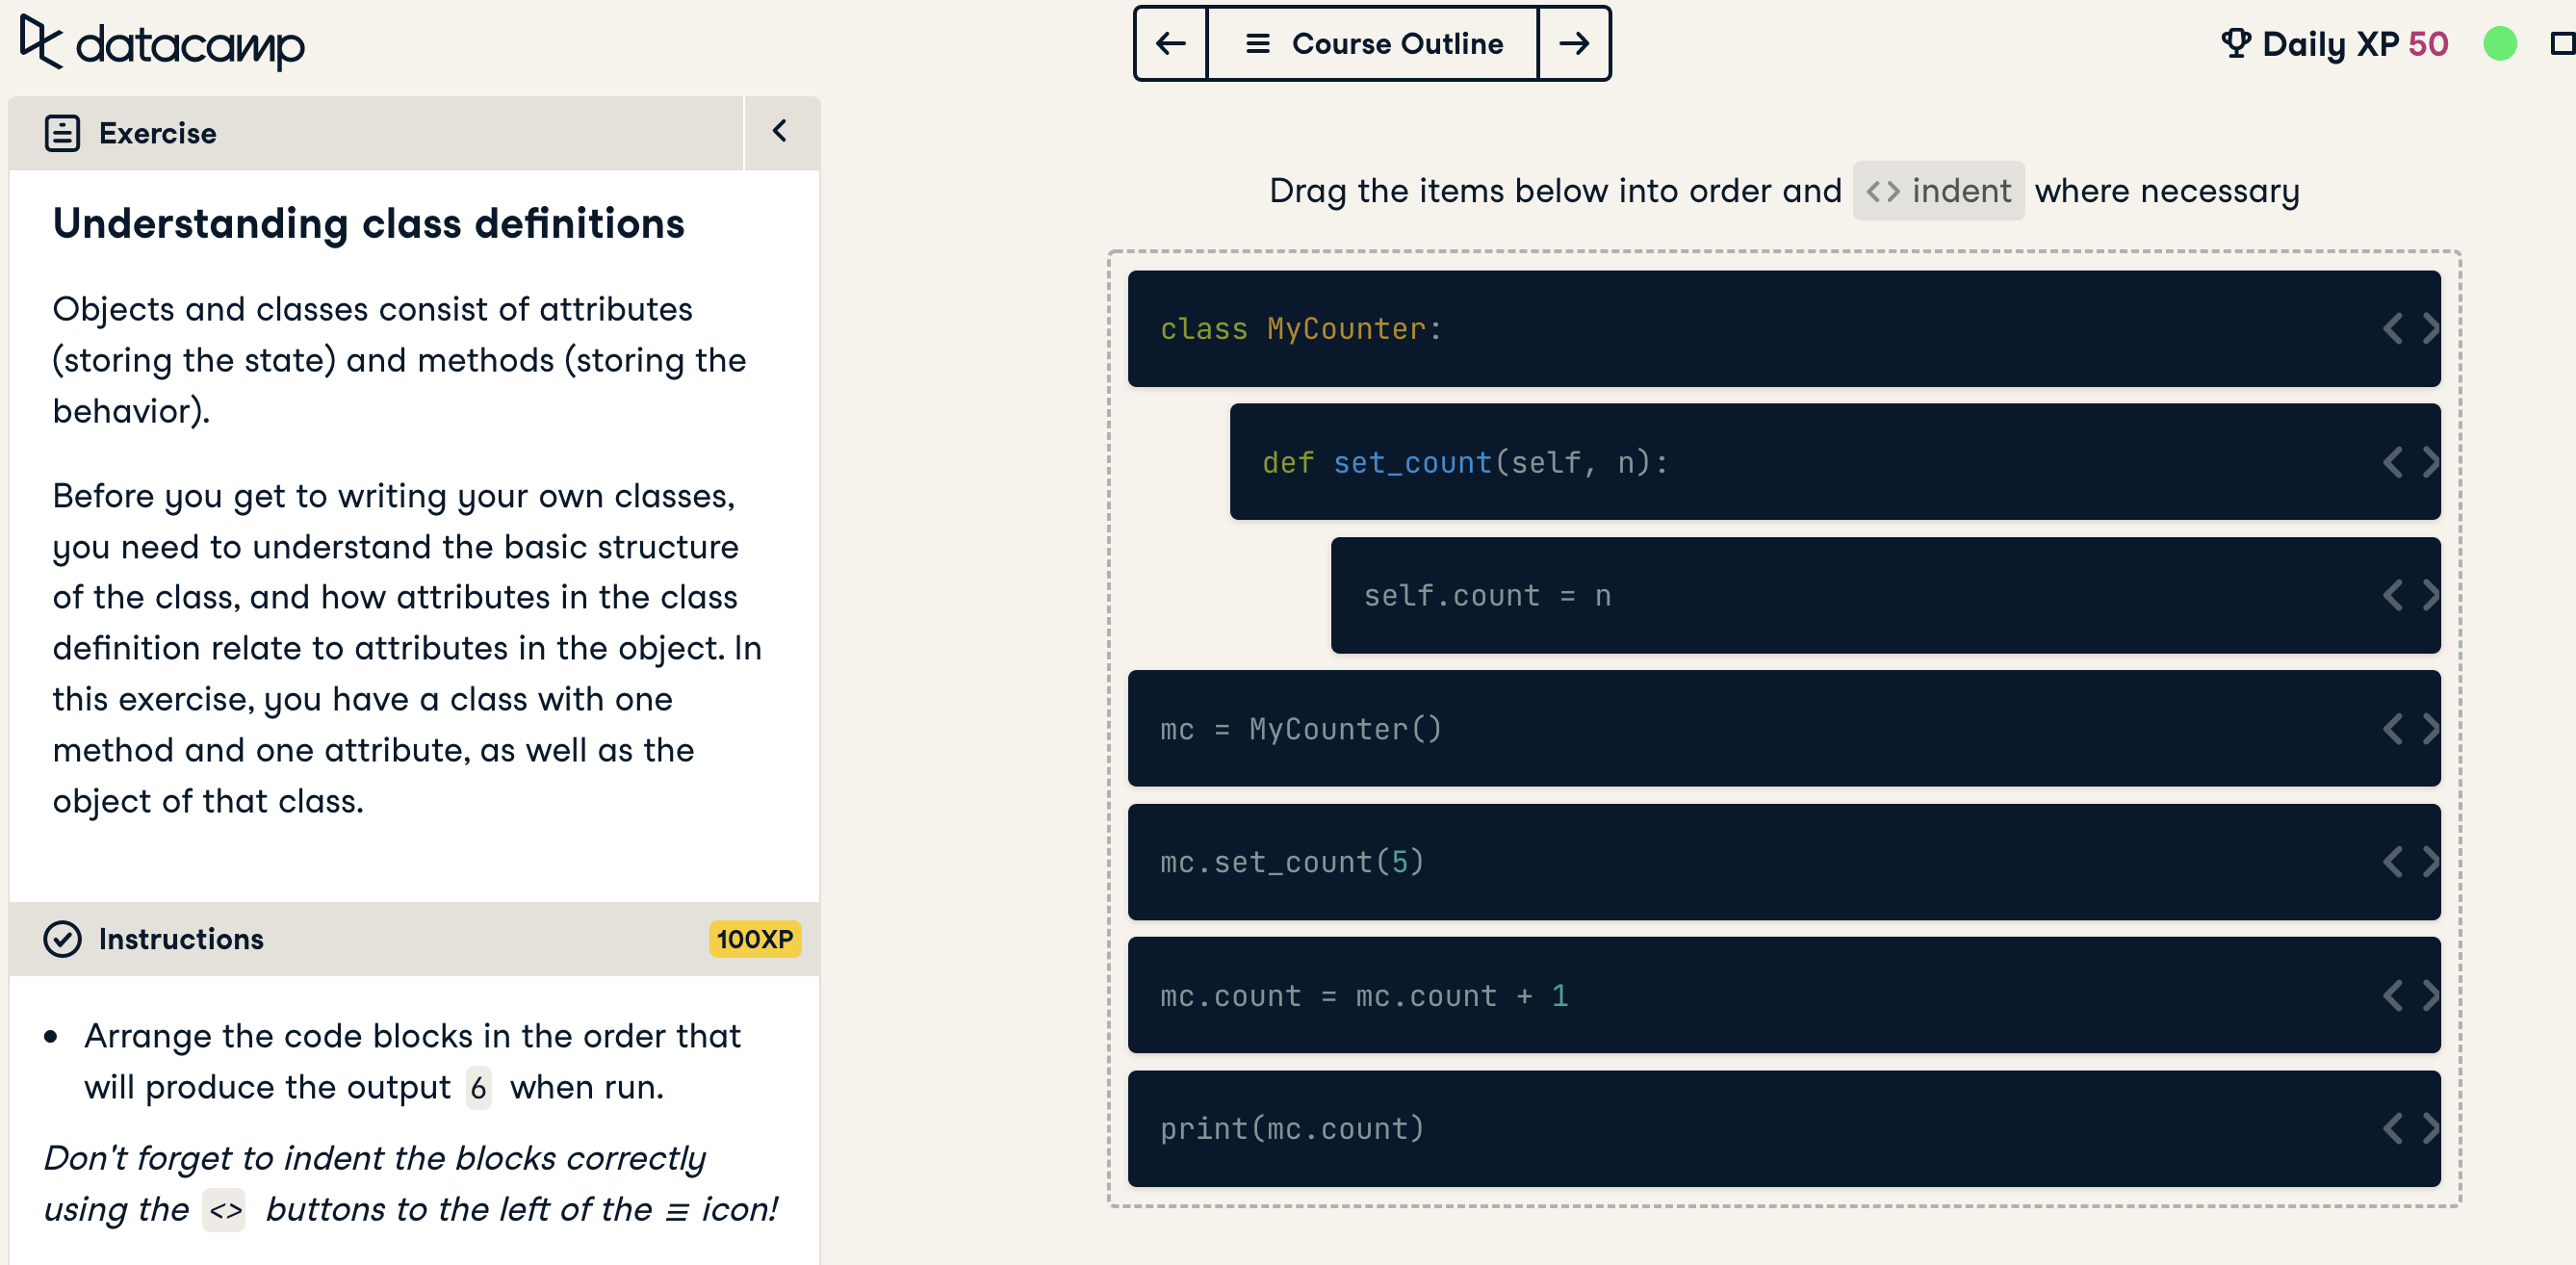 datacamp
Course Outline
Daily XP 50
Exercise
Understanding class definitions
Objects and classes consist of attributes
(storing the state) and methods (storing the
behavior).
Before you get to writing your own classes,
you need to understand the basic structure
of the class, and how attributes in the class
definition relate to attributes in the object. In
this exercise, you have a class with one
method and one attribute, as well as the
object of that class.
Instructions
100XP
• Arrange the code blocks in the order that
will produce the output 6 when run.
Don't forget to indent the blocks correctly
using the <> buttons to the left of the ≡ icon!
Drag the items below into order and <> indent where necessary
class MyCounter:
def set_count(self, n):
self.count = n
mc = MyCounter()
mc.set_count(5)
mc.count = mc.count + 1
print(mc.count)